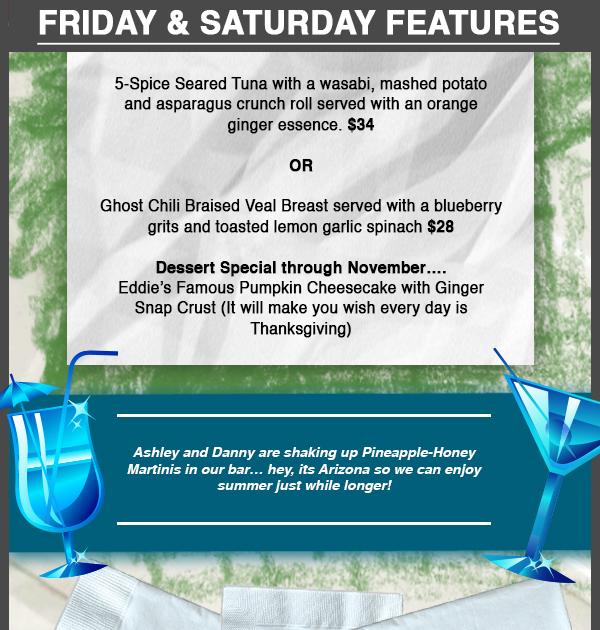 FRIDAY & SATURDAY FEATURES
5-Spice Seared Tuna with a wasabi, mashed potato
and asparagus crunch roll served with an orange
ginger essence. $34
OR
Ghost Chili Braised Veal Breast served with a blueberry
grits and toasted lemon garlic spinach $28
Dessert Special through November....
Eddie's Famous Pumpkin Cheesecake with Ginger
Snap Crust (It will make you wish every day is
Thanksgiving)
Ashley and Danny are shaking up Pineapple-Honey
Martinis in our bar... hey, its Arizona so we can enjoy
summer just while longer!